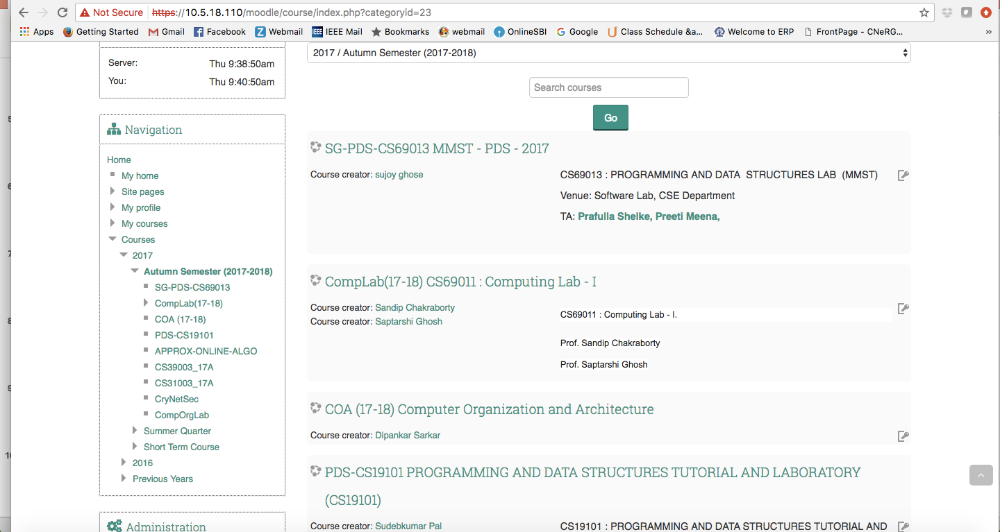 Not Secure https://10.5.18.110/moodle/course/index.php?categoryid=23
Apps Getting Started Gmail Facebook Webmail IEEE IEEE Mail Bookmarks webmail OnlineSBI Google Class Schedule &a... Welcome to ERP FrontPage - CNeRG... »
Server: Thu 9:38:50am
You: Thu 9:40:50am
Navigation
Home
My home
Site pages
My profile
My courses
Courses
2017
Autumn Semester (2017-2018)
SG-PDS-CS69013
CompLab(17-18)
COA (17-18)
PDS-CS19101
APPROX-ONLINE-ALGO
CS39003_17A
CS31003_17A
CryNetSec
CompOrgLab
Summer Quarter
Short Term Course
2016
Previous Years
Administration
2017 / Autumn Semester (2017-2018)
Search courses
Go
SG-PDS-CS69013 MMST - PDS - 2017
Course creator: sujoy ghose
CS69013 : PROGRAMMING AND DATA STRUCTURES LAB (MMST)
Venue: Software Lab, CSE Department
TA: Prafulla Shelke, Preeti Meena,
CompLab(17-18) CS69011 : Computing Lab - I
Course creator: Sandip Chakraborty
Course creator: Saptarshi Ghosh
CS69011 : Computing Lab - I.
Prof. Sandip Chakraborty
Prof. Saptarshi Ghosh
COA (17-18) Computer Organization and Architecture
Course creator: Dipankar Sarkar
PDS-CS19101 PROGRAMMING AND DATA STRUCTURES TUTORIAL AND LABORATORY
(CS19101)
Course creator: Sudebkumar Pal
CS19101 : PROGRAMMING AND DATA STRUCTURES TUTORIAL AND